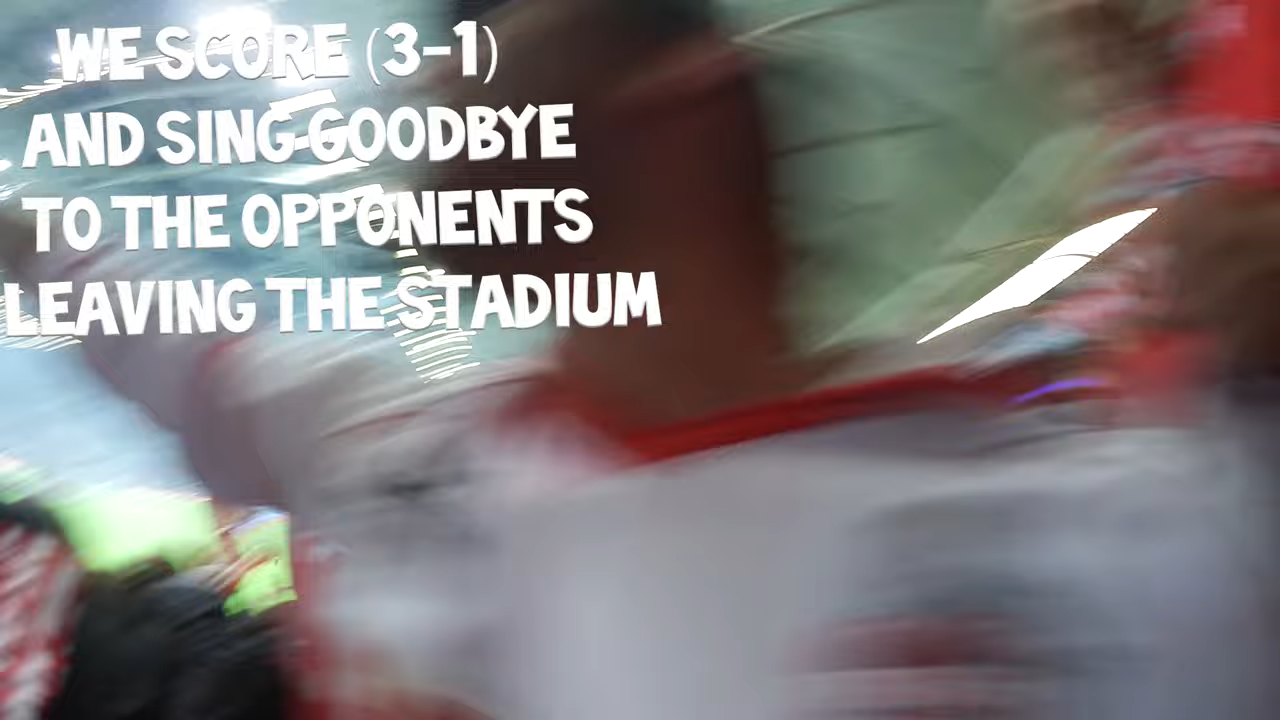 WE SCORE (3-1)
AND SING GOODBYE
TO THE OPPONENTS
LEAVING THE STADIUM